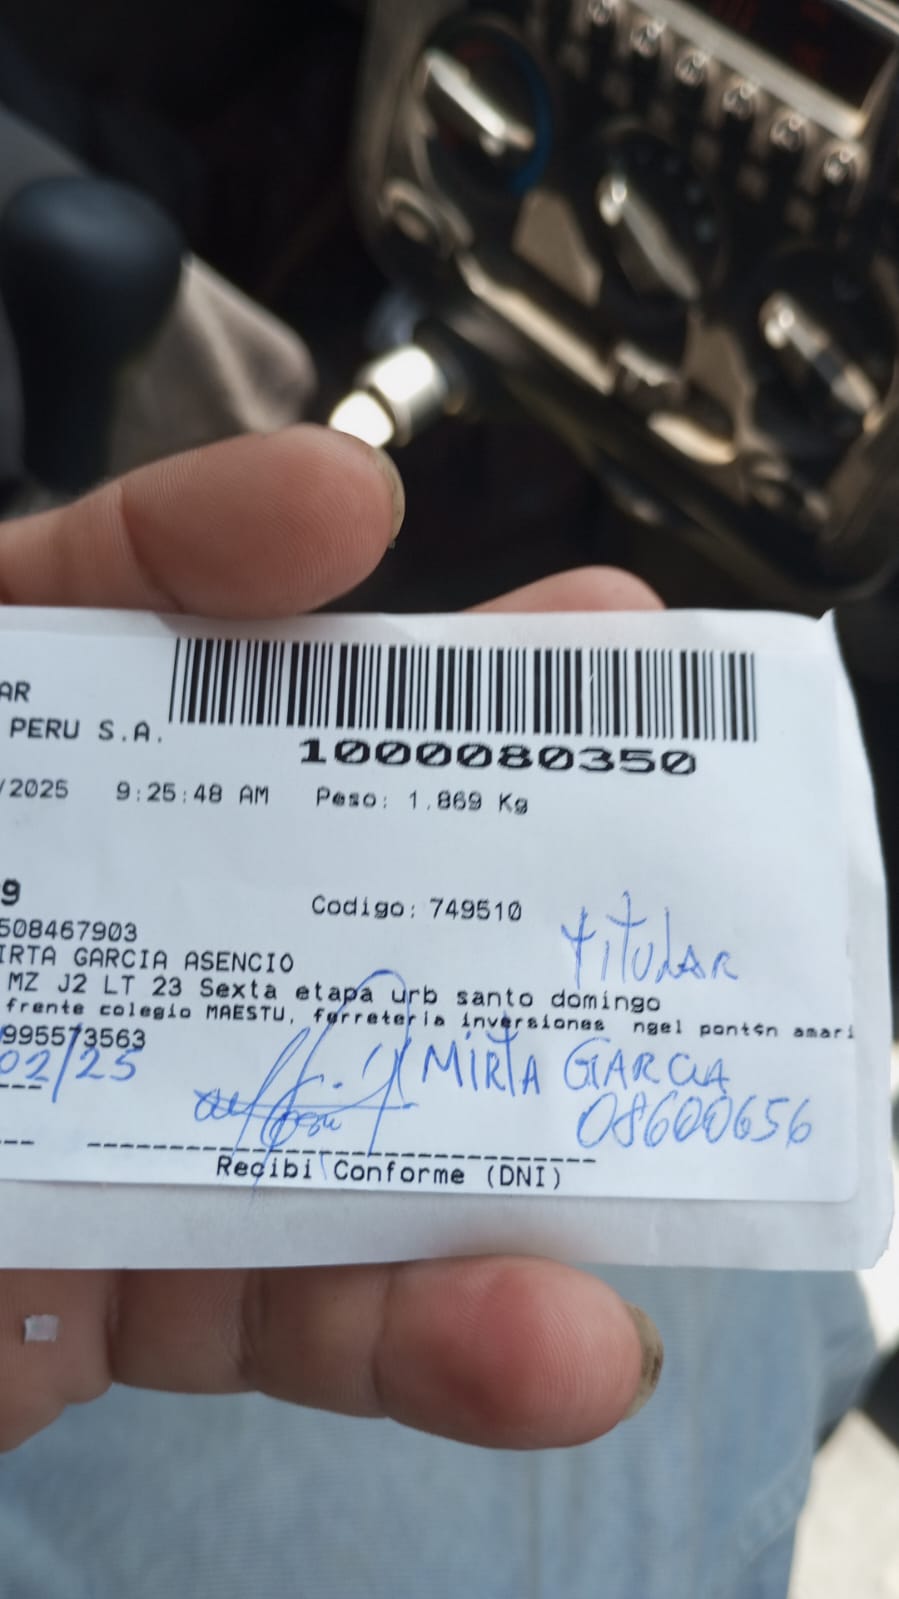 AR
PERU S.A.
1000080350
/2025 9:25:48 AM Peso: 1.869 Kg
9
Codigo: 749510
508467903
TITULAR
IRTA GARCIA ASENCIO
MZ J2 LT 23 Sexta etapa urb santo domingo
frente colegio MAESTU, ferreteria inversiones ngel pont$n amari
995573563
02/25
MIRTA GARCIA
08600656
Recibi Conforme (DNI)